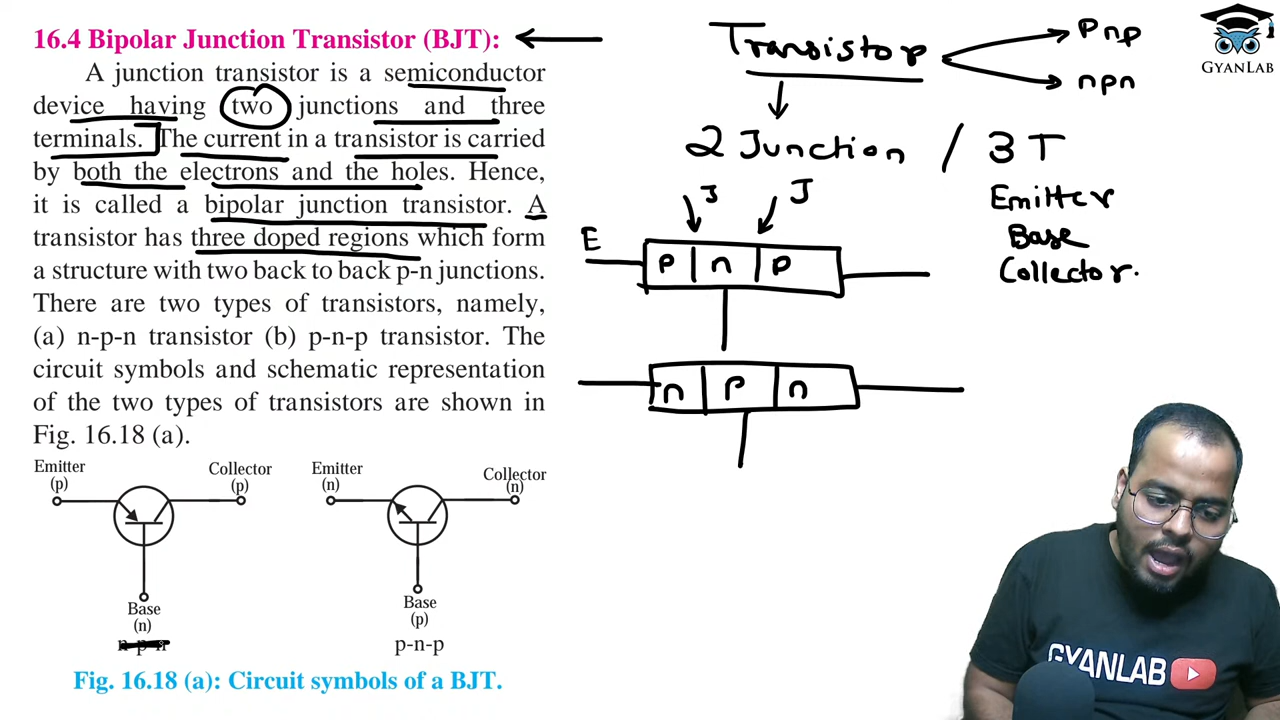 16.4 Bipolar Junction Transistor (BJT):
A junction transistor is a semiconductor
device having two junctions and three
terminals. The current in a transistor is carried
by both the electrons and the holes. Hence,
it is called a bipolar junction transistor. A
transistor has three doped regions which form
a structure with two back to back p-n junctions.
There are two types of transistors, namely,
(a) n-p-n transistor (b) p-n-p transistor. The
circuit symbols and schematic representation
of the two types of transistors are shown in
Fig. 16.18 (a).
Emitter
(p)
Collector
(p)
Base
(n)
n-p-n
Emitter
(n)
Collector
(n)
Base
(p)
p-n-p
Fig. 16.18 (a): Circuit symbols of a BJT.
Transistor
pnp
npn
2 Junction / 3 T
Emitter
Base
Collector.
J
J
E
p n p
n p n
GYANLAB
GYANLAB